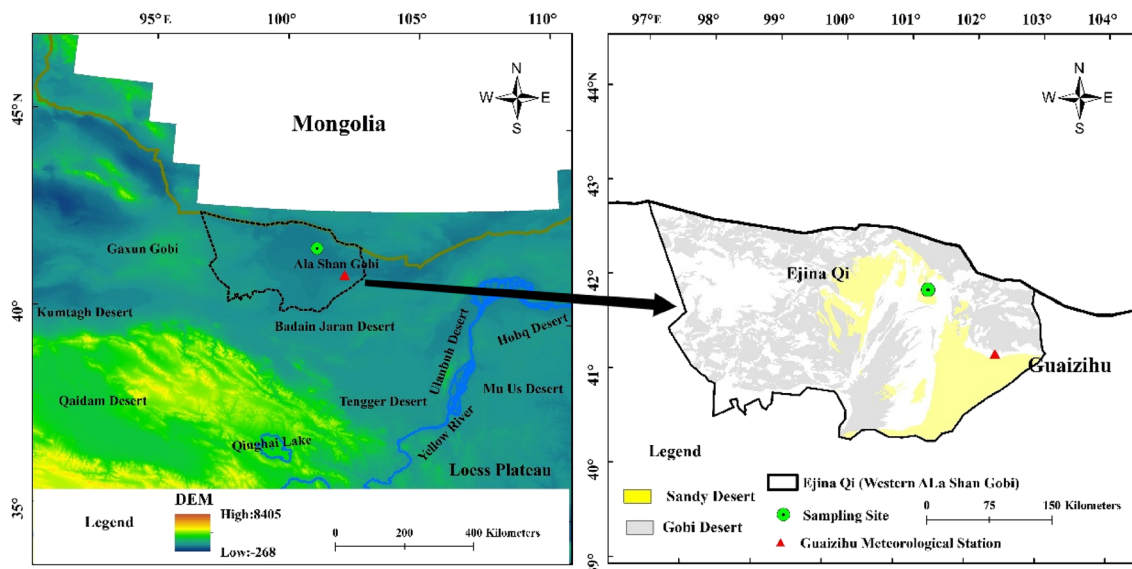 95° E.
100° E
105° E
110° E
45° N
40°
35°
N
W
E
S
Mongolia
Gaxun Gobi
Ala Shan Gobi
Kumtagh Desert
Badain Jaran Desert
Ulanbuh Desert
Hobq Desert
Qaidam Desert
Tengger Desert
Mu Us Desert
Qiughai Lake
Yellow River
Loess Plateau
Legend
DEM
High:8405
Low:-268
0 200 400 Kilometers
97° E
98° E
99° E
100° E
101° E
102° E
103° E
104° E
44° N
43°
42°
41°
40°
39°
N
W
E
S
Ejina Qi
Guaizihu
Legend
Sandy Desert
Gobi Desert
Ejina Qi (Western ALa Shan Gobi)
Sampling Site
Guaizihu Meteorological Station
0 75 150 Kilometers